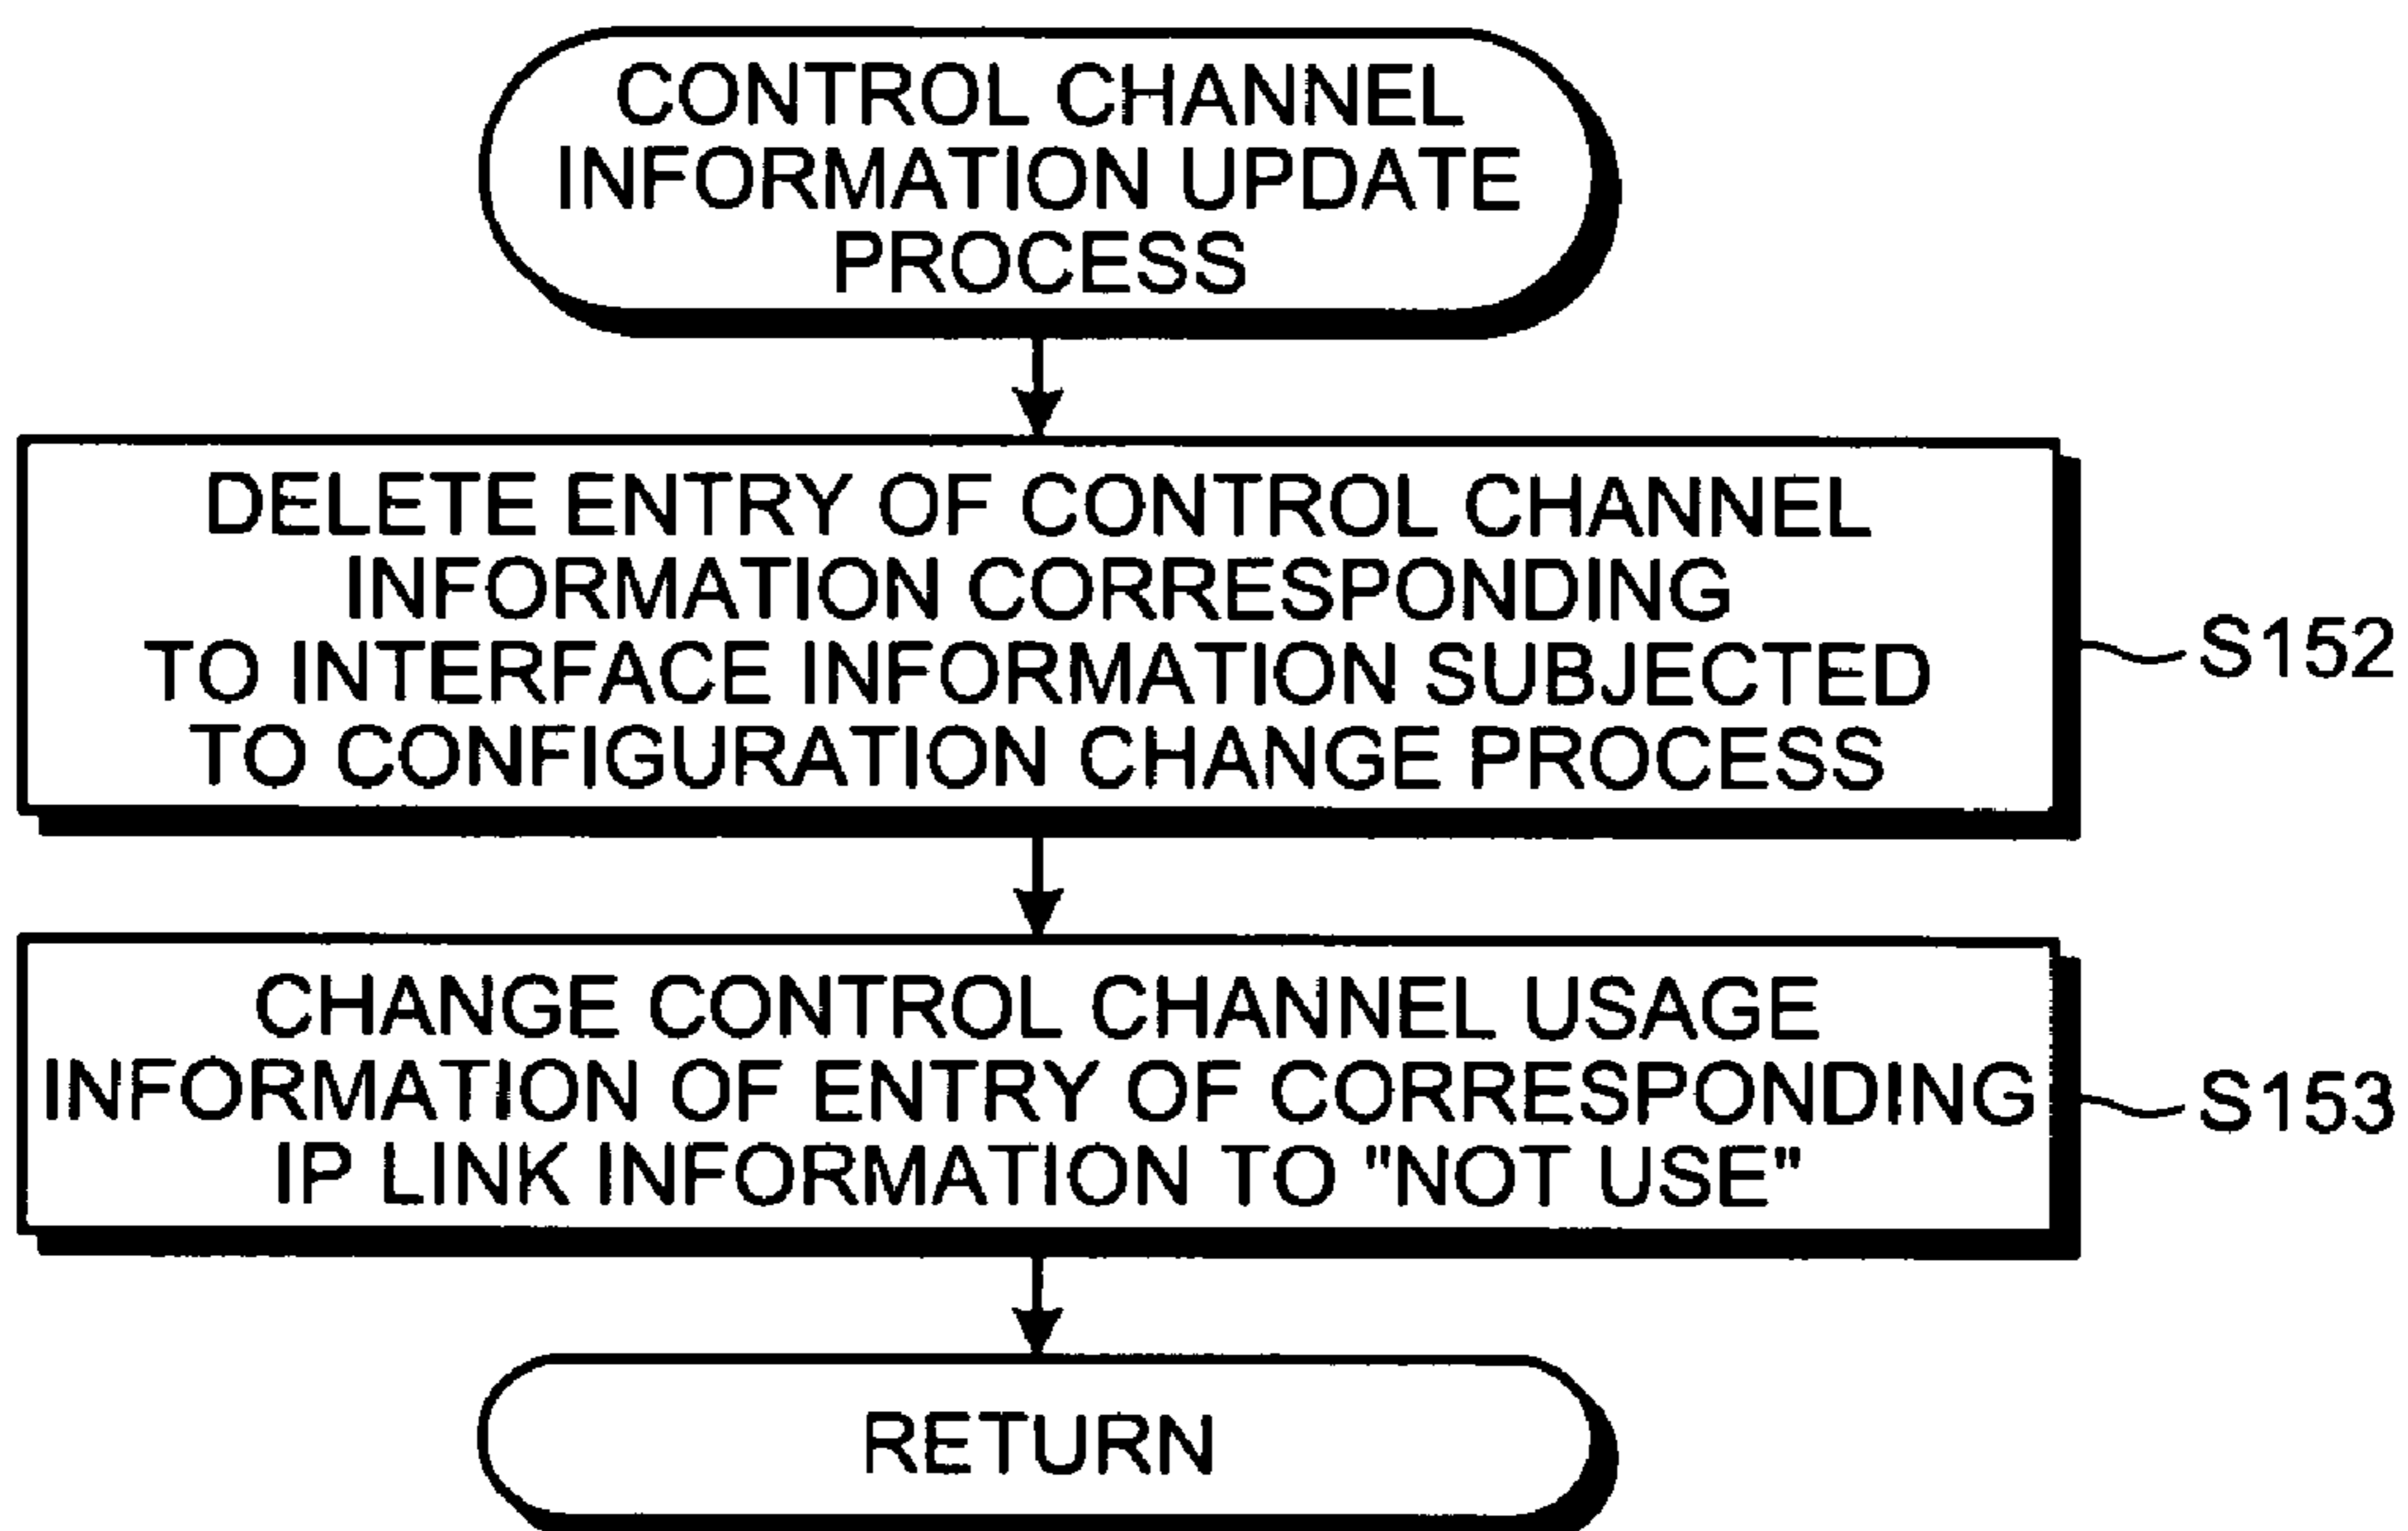 CONTROL CHANNEL
INFORMATION UPDATE
PROCESS
DELETE ENTRY OF CONTROL CHANNEL
INFORMATION CORRESPONDING
TO INTERFACE INFORMATION SUBJECTED
TO CONFIGURATION CHANGE PROCESS
S152
CHANGE CONTROL CHANNEL USAGE
INFORMATION OF ENTRY OF CORRESPONDING
IP LINK INFORMATION TO "NOT USE"
S153
RETURN